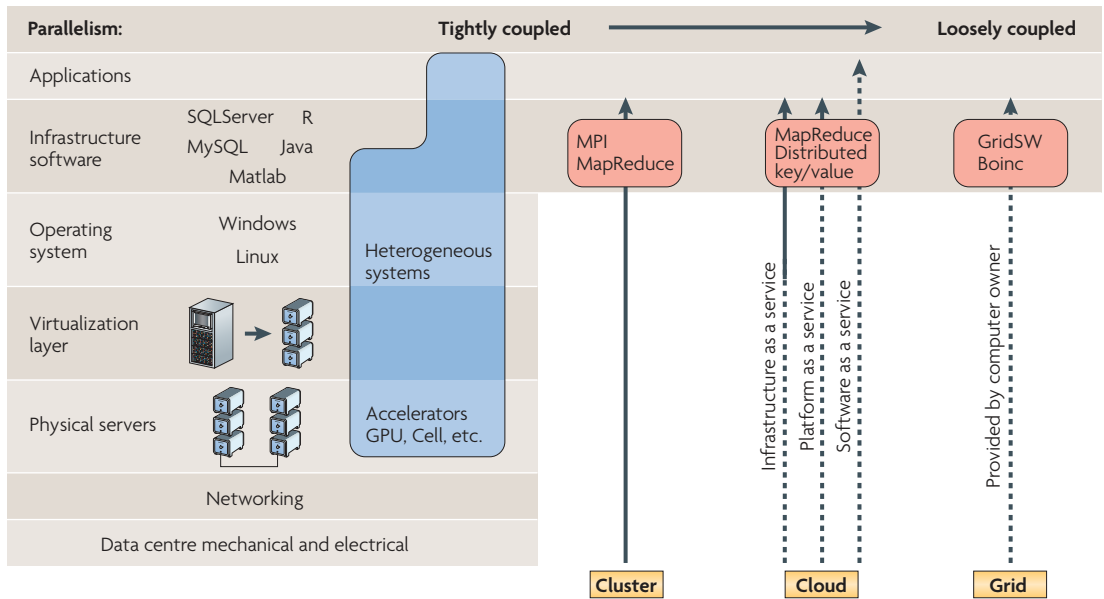 Parallelism:
Tightly coupled
Loosely coupled
Applications
Infrastructure
software
SQLServer R
MySQL Java
Matlab
MPI
MapReduce
MapReduce
Distributed
key/value
GridSW
Boinc
Operating
system
Windows
Linux
Heterogeneous
systems
Virtualization
layer
Physical servers
Accelerators
GPU, Cell, etc.
Infrastructure as a service
Platform as a service
Software as a service
Provided by computer owner
Networking
Data centre mechanical and electrical
Cluster
Cloud
Grid